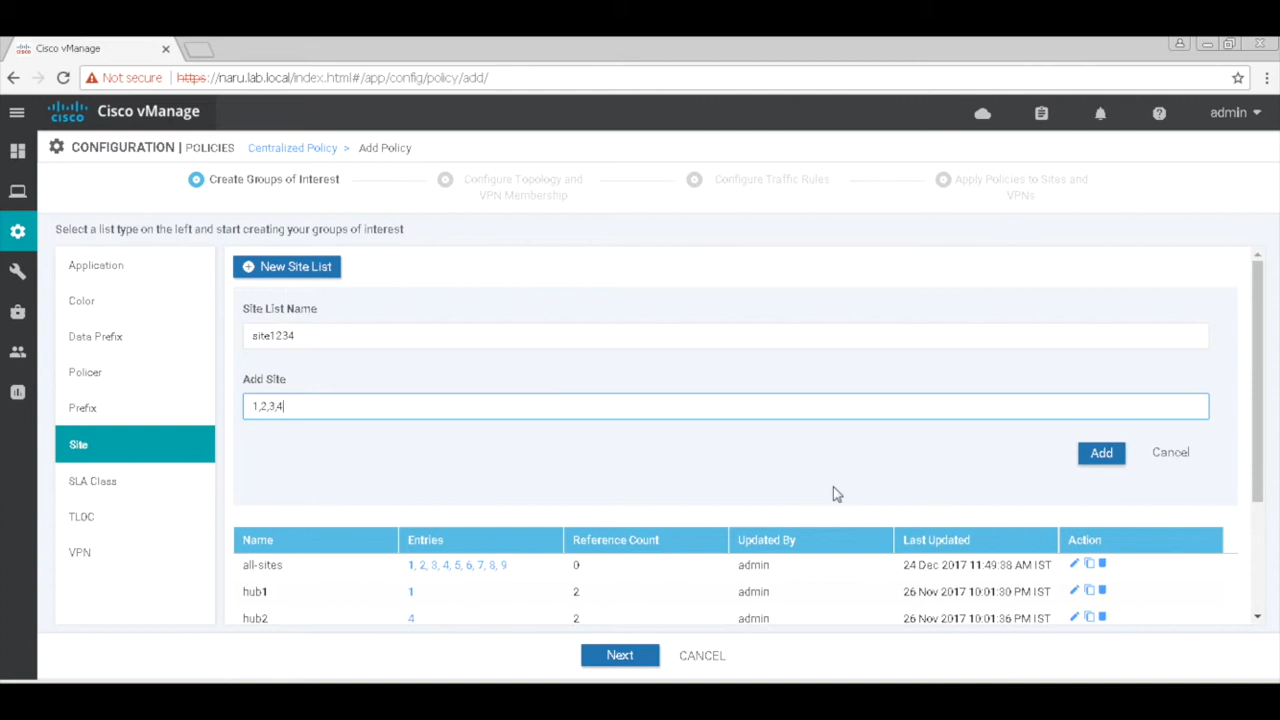 Cisco vManage
Not secure | https://naru.lab.local/index.html#/app/config/policy/add/
cisco Cisco vManage admin
CONFIGURATION | POLICIES Centralized Policy > Add Policy
Create Groups of Interest
Configure Topology and
VPN Membership
Configure Traffic Rules
Apply Policies to Sites and
VPNs
Select a list type on the left and start creating your groups of interest
Application
Color
Data Prefix
Policer
Prefix
Site
SLA Class
TLOC
VPN
New Site List
Site List Name
site1234
Add Site
1,2,3,4
Add Cancel
Name Entries Reference Count Updated By Last Updated Action
all-sites 1, 2, 3, 4, 5, 6, 7, 8, 9 0 admin 24 Dec 2017 11:49:38 AM IST
hub1 1 2 admin 26 Nov 2017 10:01:30 PM IST
hub2 4 2 admin 26 Nov 2017 10:01:36 PM IST
Next CANCEL